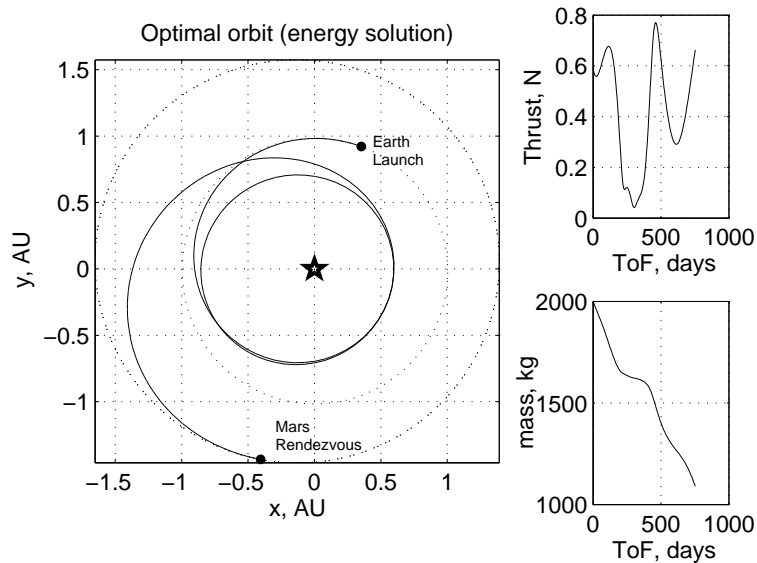 Optimal orbit (energy solution)
1.5
1
0.5
0
−0.5
−1
y, AU
Earth
Launch
Mars
Rendezvous
−1.5 −1 −0.5 0 0.5 1
x, AU
0.8
0.6
0.4
0.2
0
Thrust, N
0 500 1000
ToF, days
2000
1500
1000
mass, kg
0 500 1000
ToF, days